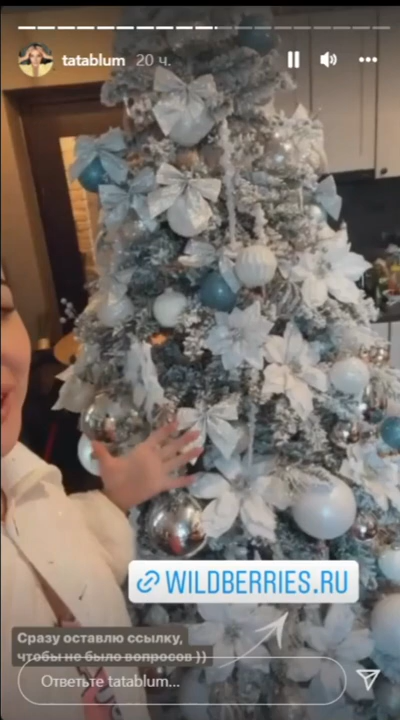 tatablum 20 ч.
WILDBERRIES.RU
Сразу оставлю ссылку,
чтобы не было вопросов ))
Ответьте tatablum...